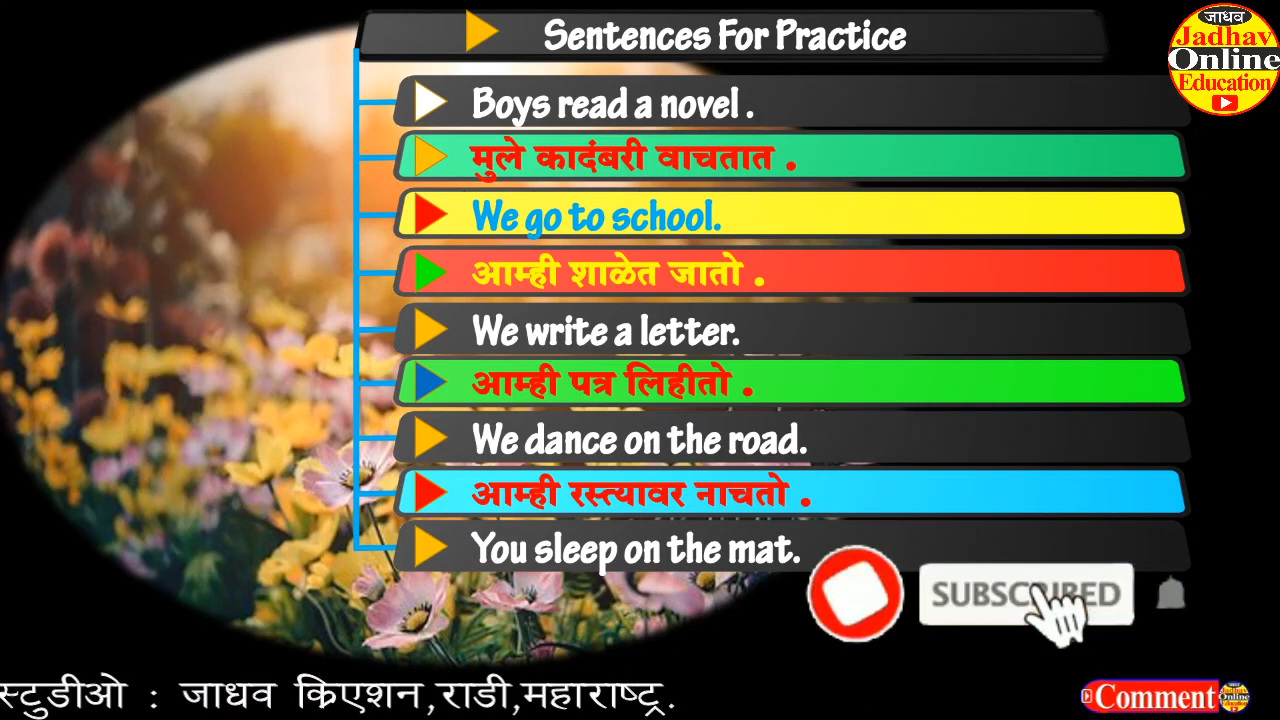 Sentences For Practice
जाधव
Jadhav
Online
Education
Boys read a novel .
मुले कादंबरी वाचतात .
We go to school.
आम्ही शाळेत जातो .
We write a letter.
आम्ही पत्र लिहीतो .
We dance on the road.
आम्ही रस्त्यावर नाचतो .
You sleep on the mat.
SUBSCRIBED
स्टुडीओ : जाधव क्रिएशन,राडी,महाराष्ट्र.
Comment
Online